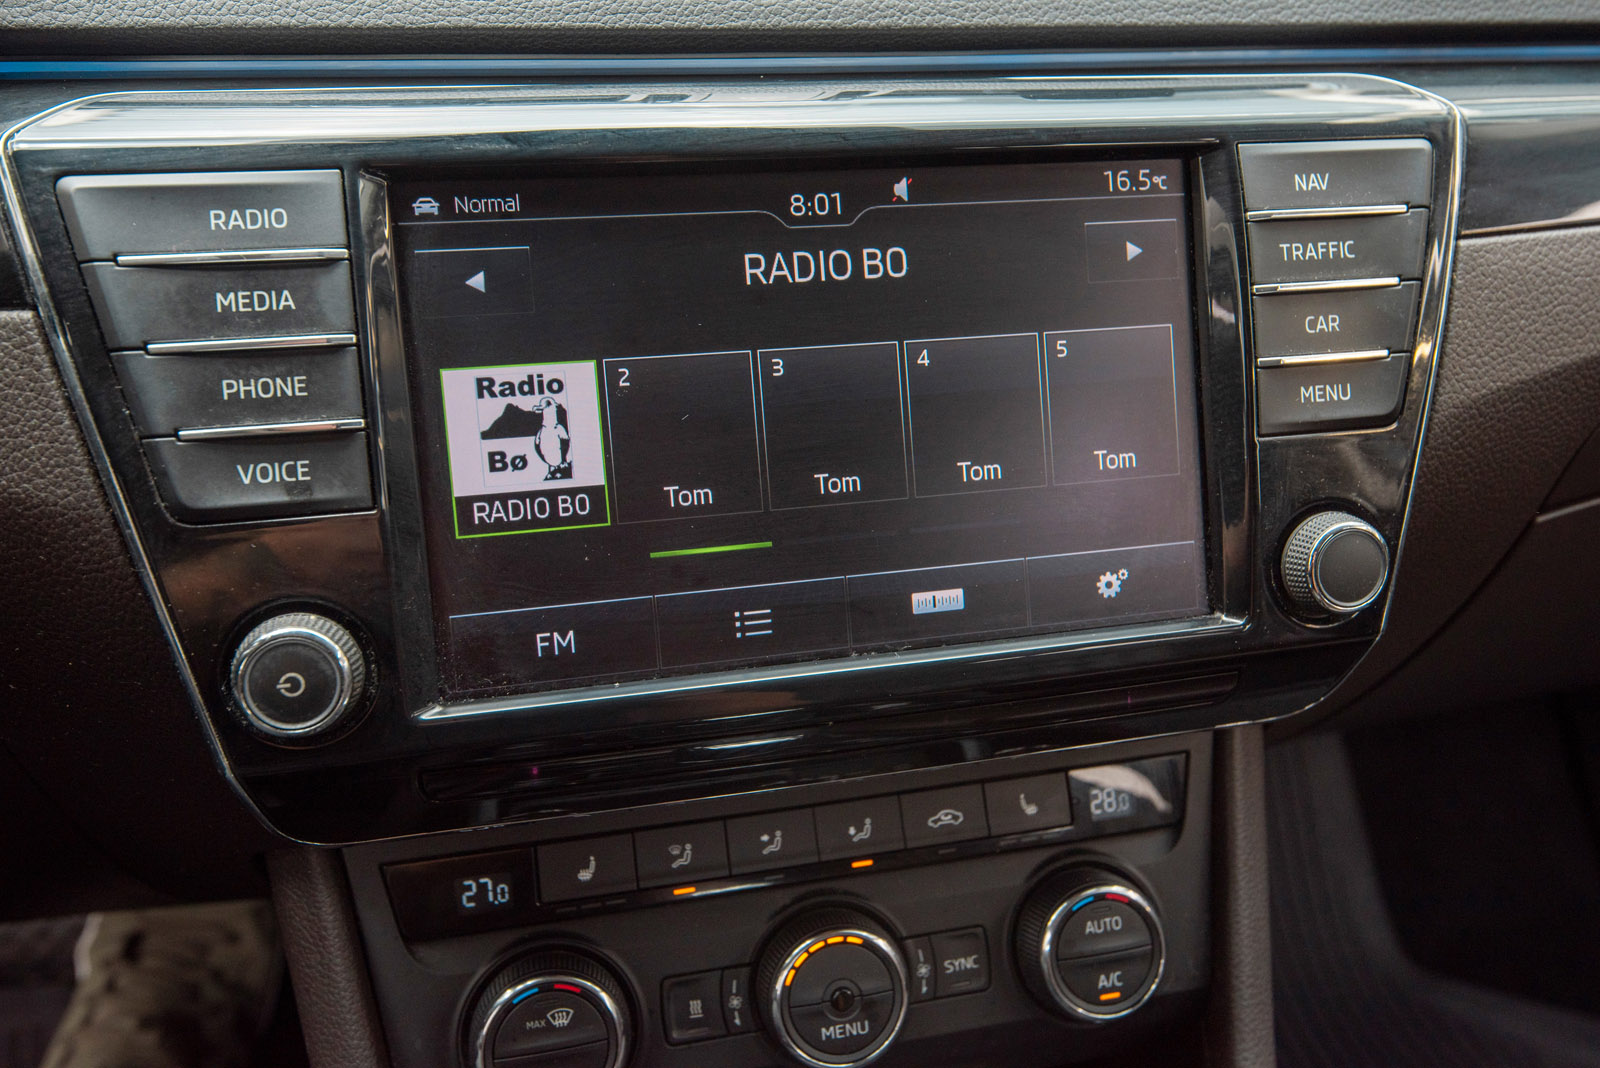 RADIO
MEDIA
PHONE
VOICE
Normal
8:01
16.5°C
RADIO BO
Radio
Bø
RADIO BO
2
Tom
3
Tom
4
Tom
5
Tom
FM
NAV
TRAFFIC
CAR
MENU
27.0
28.0
MAX
MENU
SYNC
AUTO
A/C